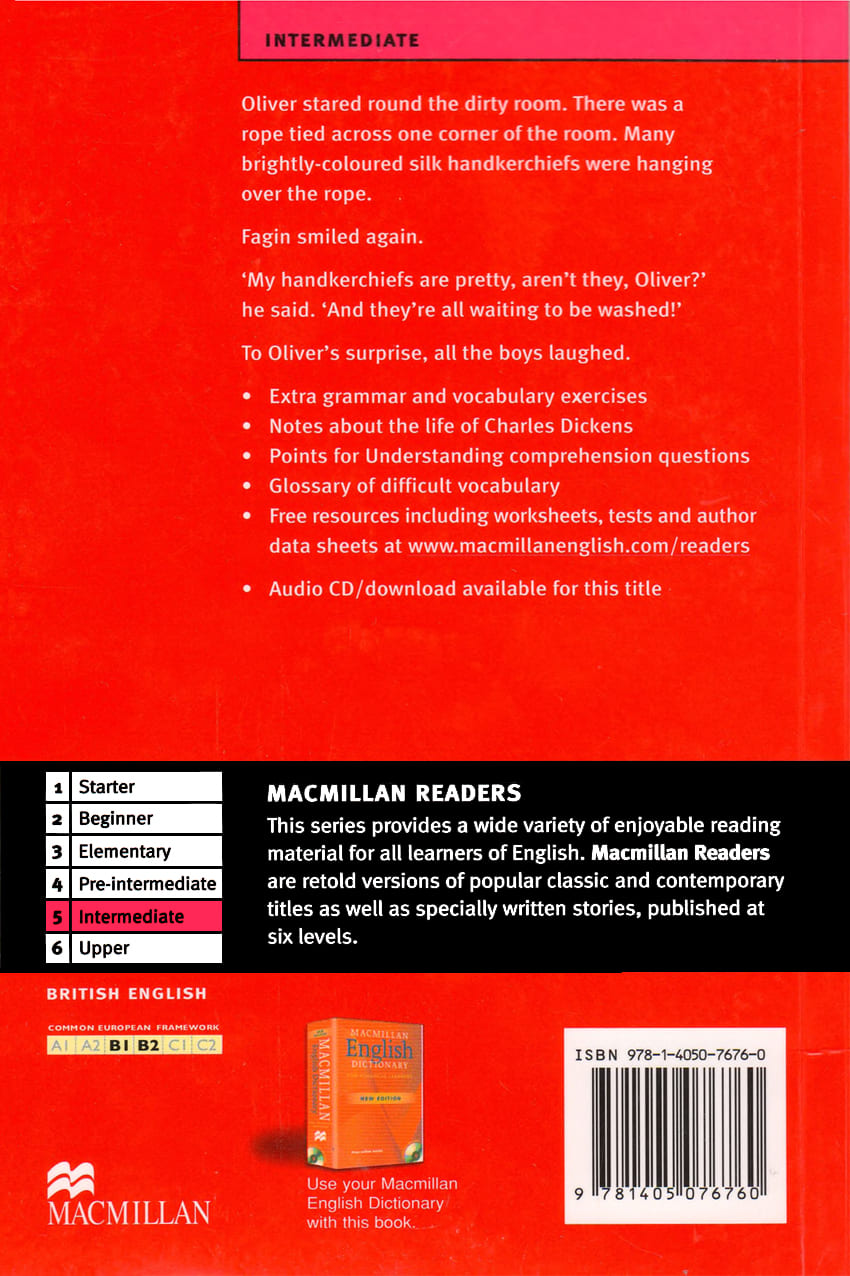 INTERMEDIATE
Oliver stared round the dirty room. There was a
rope tied across one corner of the room. Many
brightly-coloured silk handkerchiefs were hanging
over the rope.
Fagin smiled again.
‘My handkerchiefs are pretty, aren’t they, Oliver?’
he said. ‘And they’re all waiting to be washed!’
To Oliver’s surprise, all the boys laughed.
• Extra grammar and vocabulary exercises
• Notes about the life of Charles Dickens
• Points for Understanding comprehension questions
• Glossary of difficult vocabulary
• Free resources including worksheets, tests and author
data sheets at www.macmillanenglish.com/readers
• Audio CD/download available for this title
1 Starter
2 Beginner
3 Elementary
4 Pre-intermediate
5 Intermediate
6 Upper
MACMILLAN READERS
This series provides a wide variety of enjoyable reading
material for all learners of English. Macmillan Readers
are retold versions of popular classic and contemporary
titles as well as specially written stories, published at
six levels.
BRITISH ENGLISH
COMMON EUROPEAN FRAMEWORK
A1 A2 B1 B2 C1 C2
MACMILLAN
MACMILLAN
English
DICTIONARY
NEW EDITION
MACMILLAN
Use your Macmillan
English Dictionary
with this book.
ISBN 978-1-4050-7676-0
9 781405 076760